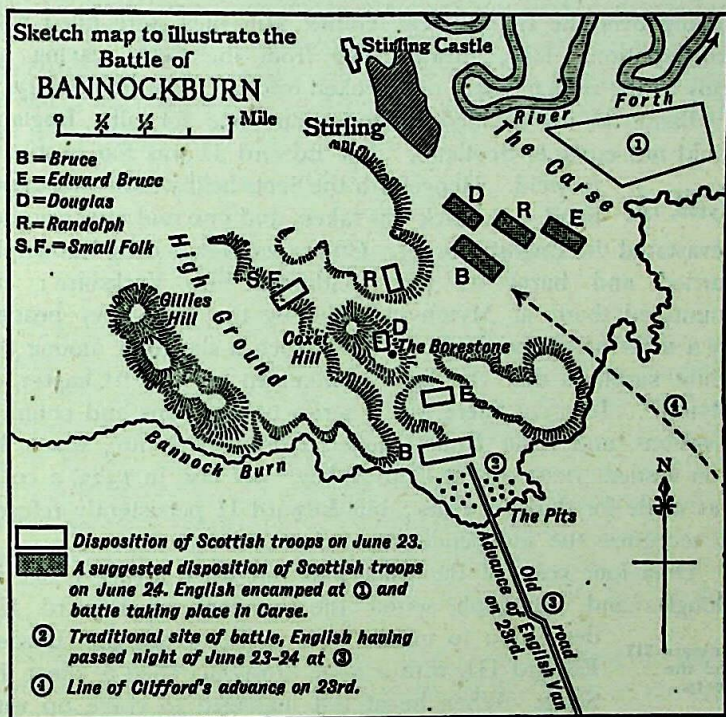 Sketch map to illustrate the
Battle of
BANNOCKBURN
0 ¼ ½ 1 Mile
B = Bruce
E = Edward Bruce
D = Douglas
R. = Randolph
S.F. = Small Folk
Stirling Castle
Stirling
River Forth
The Carse
①
D
R
E
B
High Ground
Gillies
Hill
R
Coxet
Hill
D
The Borestone
E
B
②
④
Bannock Burn
The Pits
N
Old road
③
Advance of English Van
on 23rd.
Disposition of Scottish troops on June 23.
A suggested disposition of Scottish troops
on June 24. English encamped at ① and
battle taking place in Carse.
② Traditional site of battle, English having
passed night of June 23-24 at ③
④ Line of Clifford's advance on 23rd.